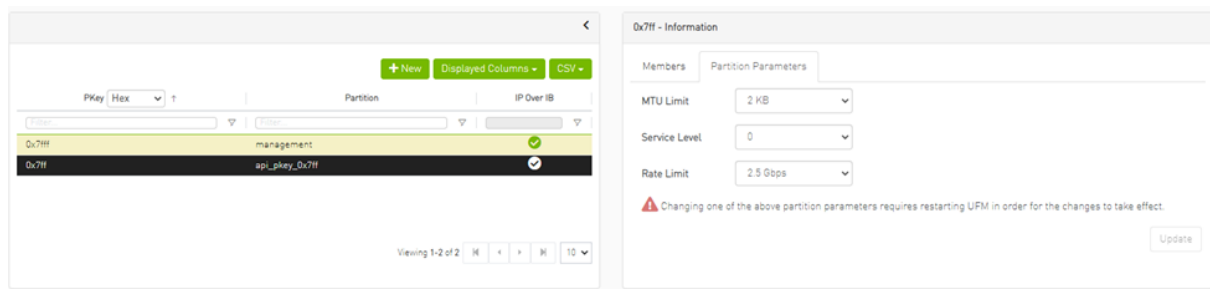 + New Displayed Columns CSV
PKey Hex ↑ Partition IP Over IB
Filter... Filter...
0x7fff management
0x7ff api_pkey_0x7ff
Viewing 1-2 of 2 10
0x7ff - Information
Members Partition Parameters
MTU Limit 2 KB
Service Level 0
Rate Limit 2.5 Gbps
Changing one of the above partition parameters requires restarting UFM in order for the changes to take effect.
Update